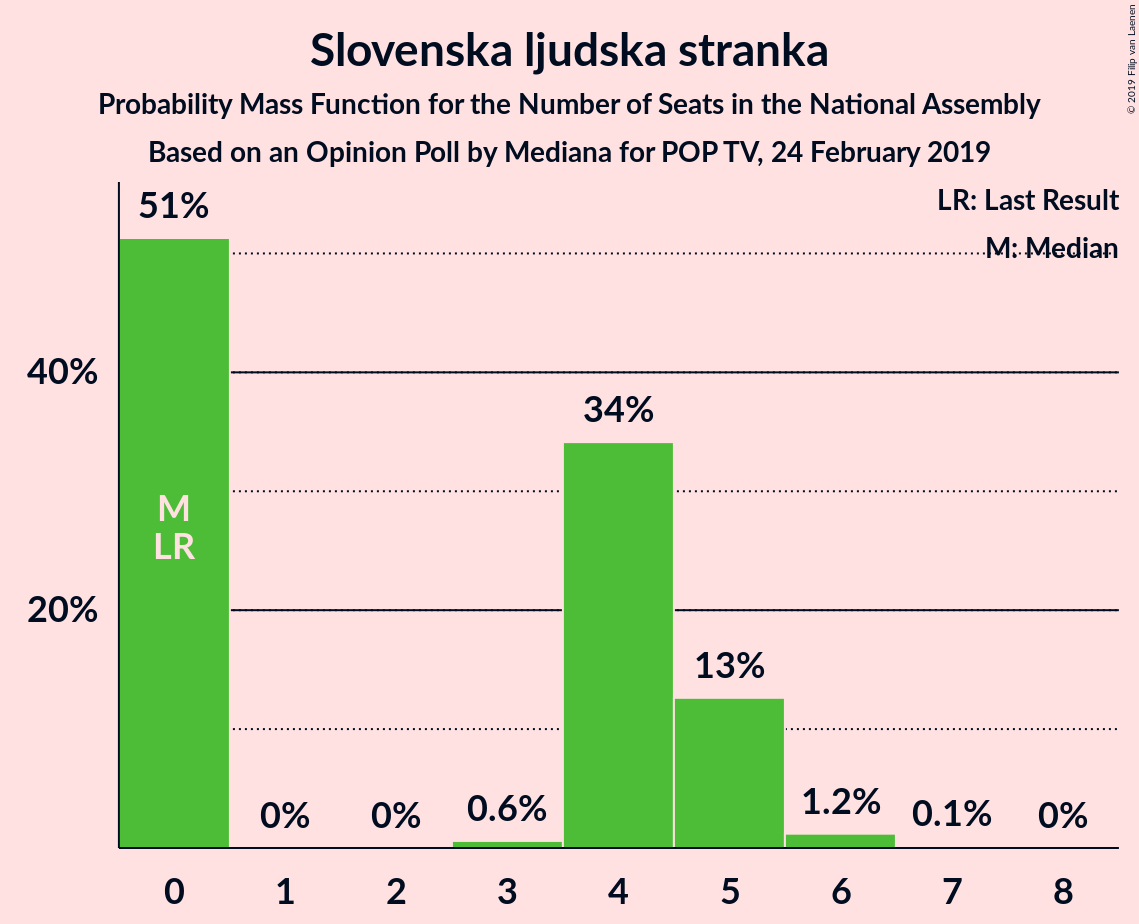 Slovenska ljudska stranka
Probability Mass Function for the Number of Seats in the National Assembly
Based on an Opinion Poll by Mediana for POP TV, 24 February 2019
© 2019 Filip van Laenen
LR: Last Result
M: Median
51%
40%
34%
M
LR
20%
13%
0%
0%
0.6%
1.2%
0.1%
0%
0
1
2
3
4
5
6
7
8